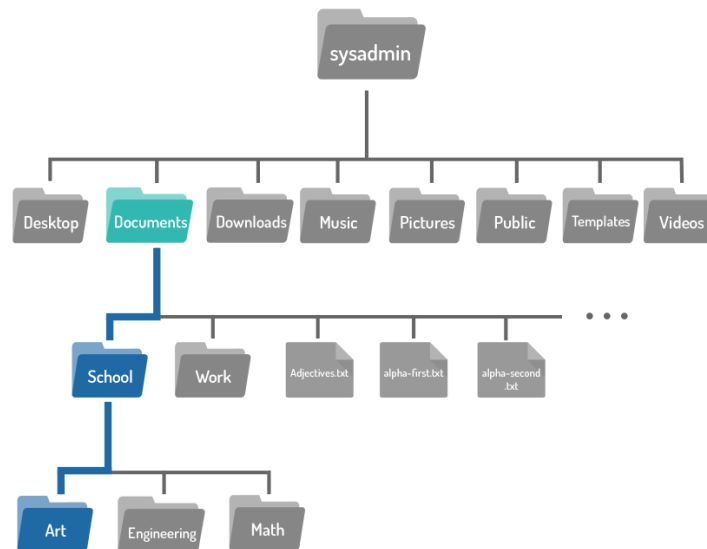 sysadmin
Desktop
Documents
Downloads
Music
Pictures
Public
Templates
Videos
School
Work
Adjectives.txt
alpha-first.txt
alpha-second
.txt
Art
Engineering
Math